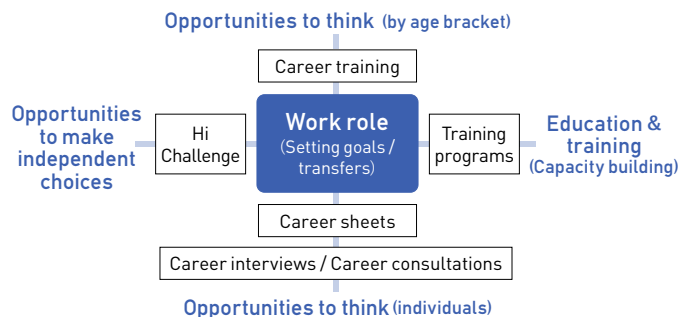 Opportunities to think (by age bracket)
Career training
Opportunities
to make
independent
choices
Hi
Challenge
Work role
(Setting goals /
transfers)
Training
programs
Education &
training
(Capacity building)
Career sheets
Career interviews / Career consultations
Opportunities to think (individuals)